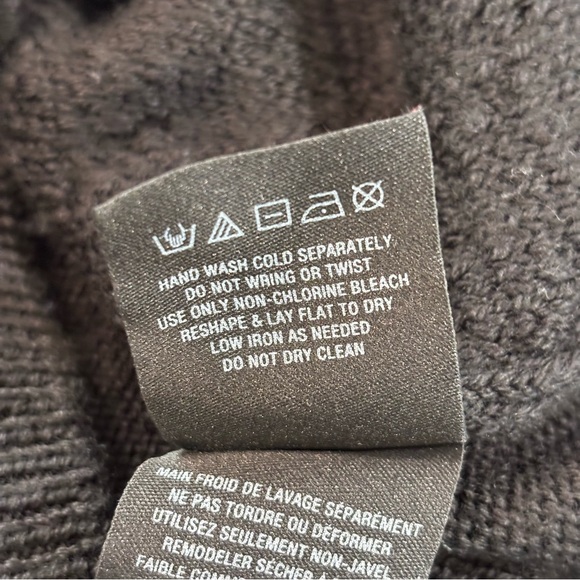 HAND WASH COLD SEPARATELY
DO NOT WRING OR TWIST
USE ONLY NON-CHLORINE BLEACH
RESHAPE & LAY FLAT TO DRY
LOW IRON AS NEEDED
DO NOT DRY CLEAN
MAIN FROID DE LAVAGE SÉPARÉMENT
NE PAS TORDRE OU DÉFORMER
UTILISEZ SEULEMENT NON-JAVEL
REMODELER SÉCHER À
FAIBLE COMM